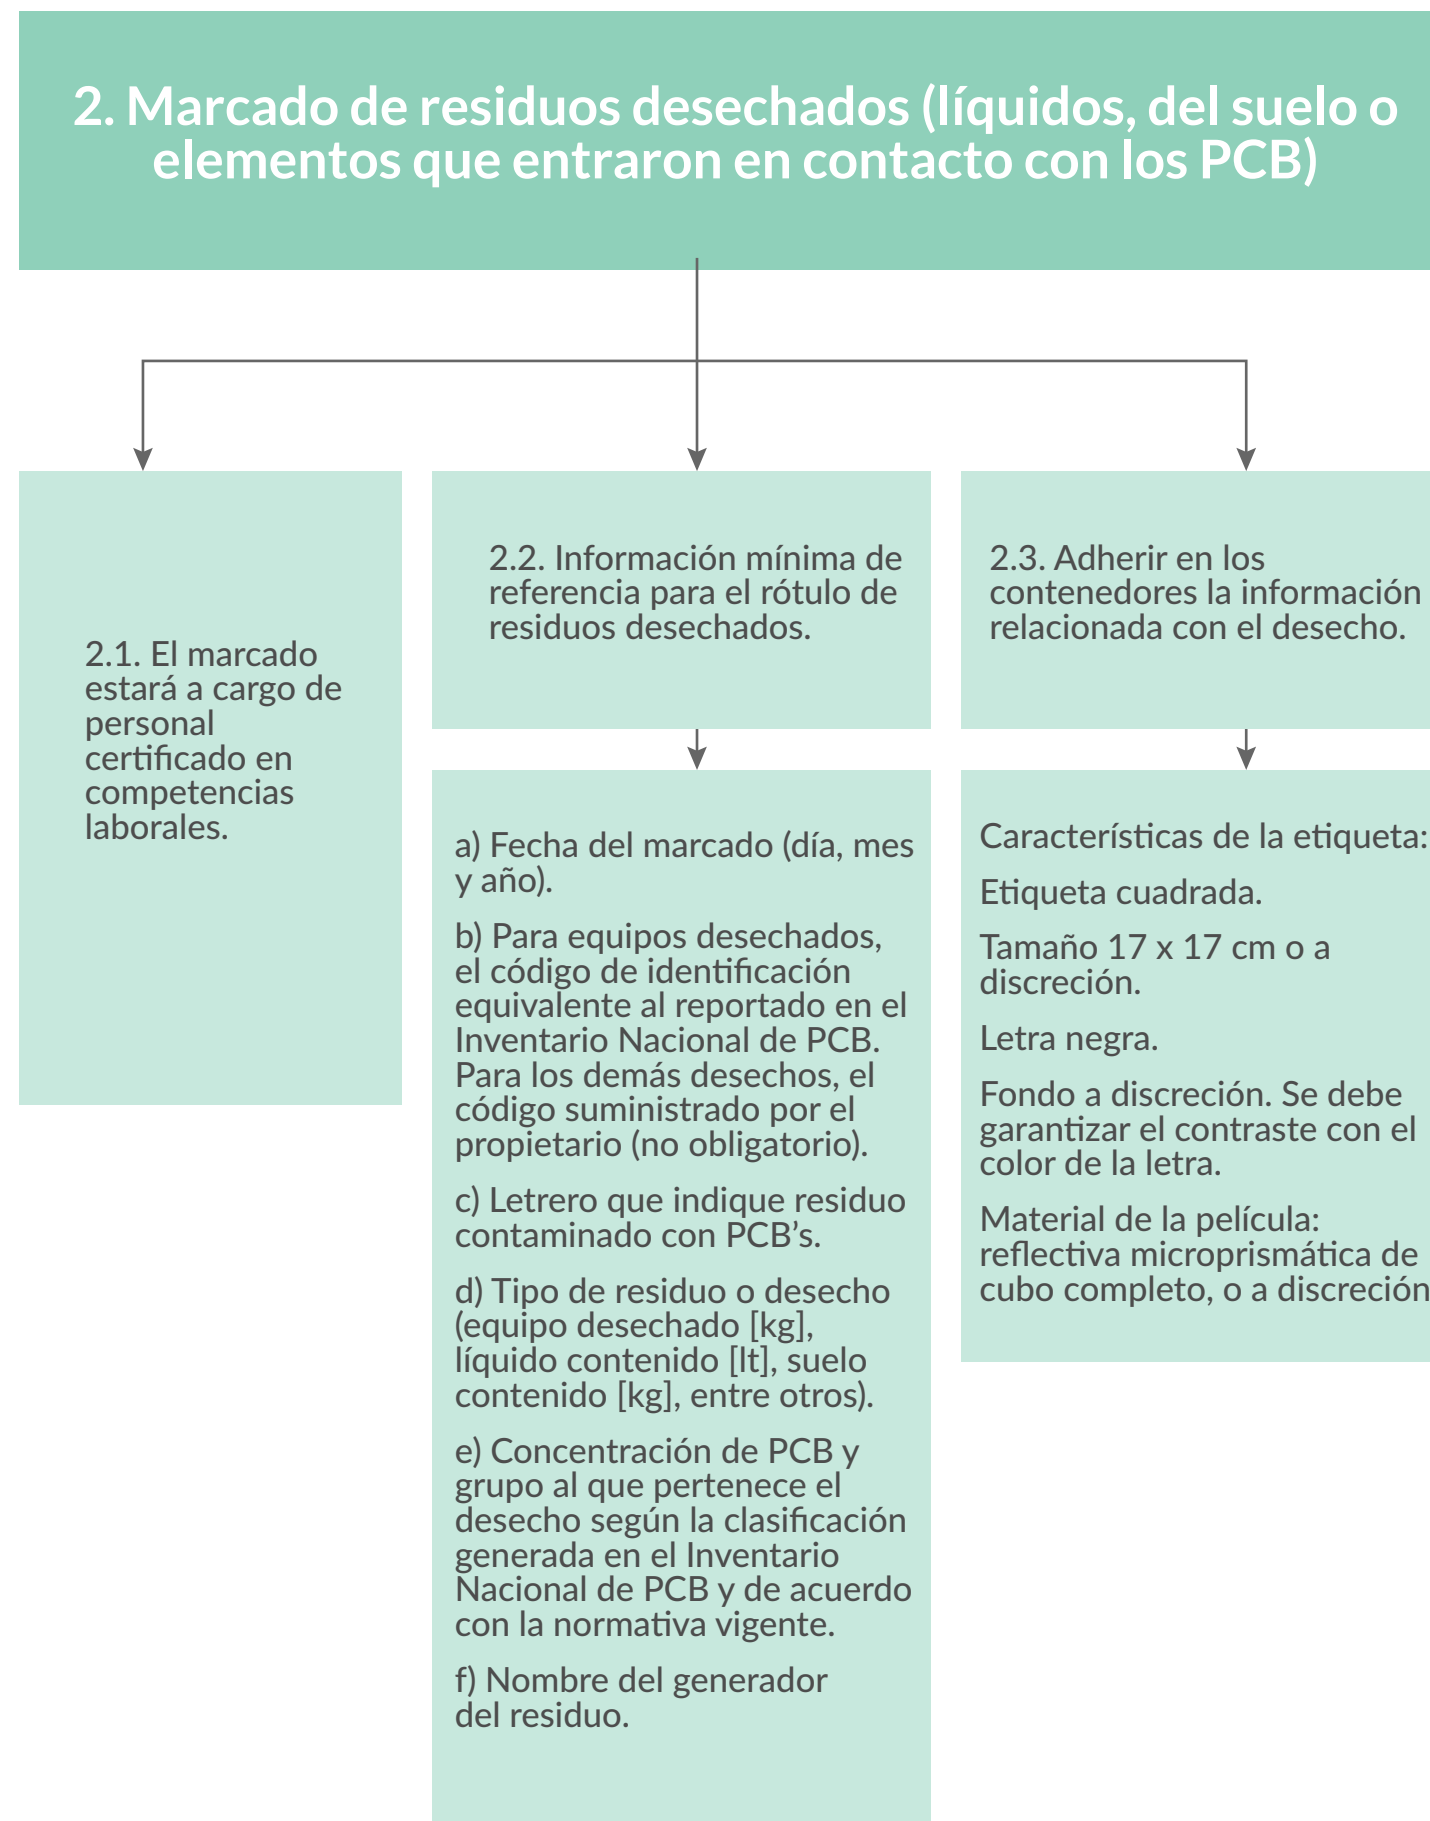 2. Marcado de residuos desechados (líquidos, del suelo o
elementos que entraron en contacto con los PCB)
2.1. El marcado
estará a cargo de
personal
certificado en
competencias
laborales.
2.2. Información mínima de
referencia para el rótulo de
residuos desechados.
a) Fecha del marcado (día, mes
y año).
b) Para equipos desechados,
el código de identificación
equivalente al reportado en el
Inventario Nacional de PCB.
Para los demás desechos, el
código suministrado por el
propietario (no obligatorio).
c) Letrero que indique residuo
contaminado con PCB’s.
d) Tipo de residuo o desecho
(equipo desechado [kg],
líquido contenido [lt], suelo
contenido [kg], entre otros).
e) Concentración de PCB y
grupo al que pertenece el
desecho según la clasificación
generada en el Inventario
Nacional de PCB y de acuerdo
con la normativa vigente.
f) Nombre del generador
del residuo.
2.3. Adherir en los
contenedores la información
relacionada con el desecho.
Características de la etiqueta:
Etiqueta cuadrada.
Tamaño 17 x 17 cm o a
discreción.
Letra negra.
Fondo a discreción. Se debe
garantizar el contraste con el
color de la letra.
Material de la película:
reflectiva microprismática de
cubo completo, o a discreción